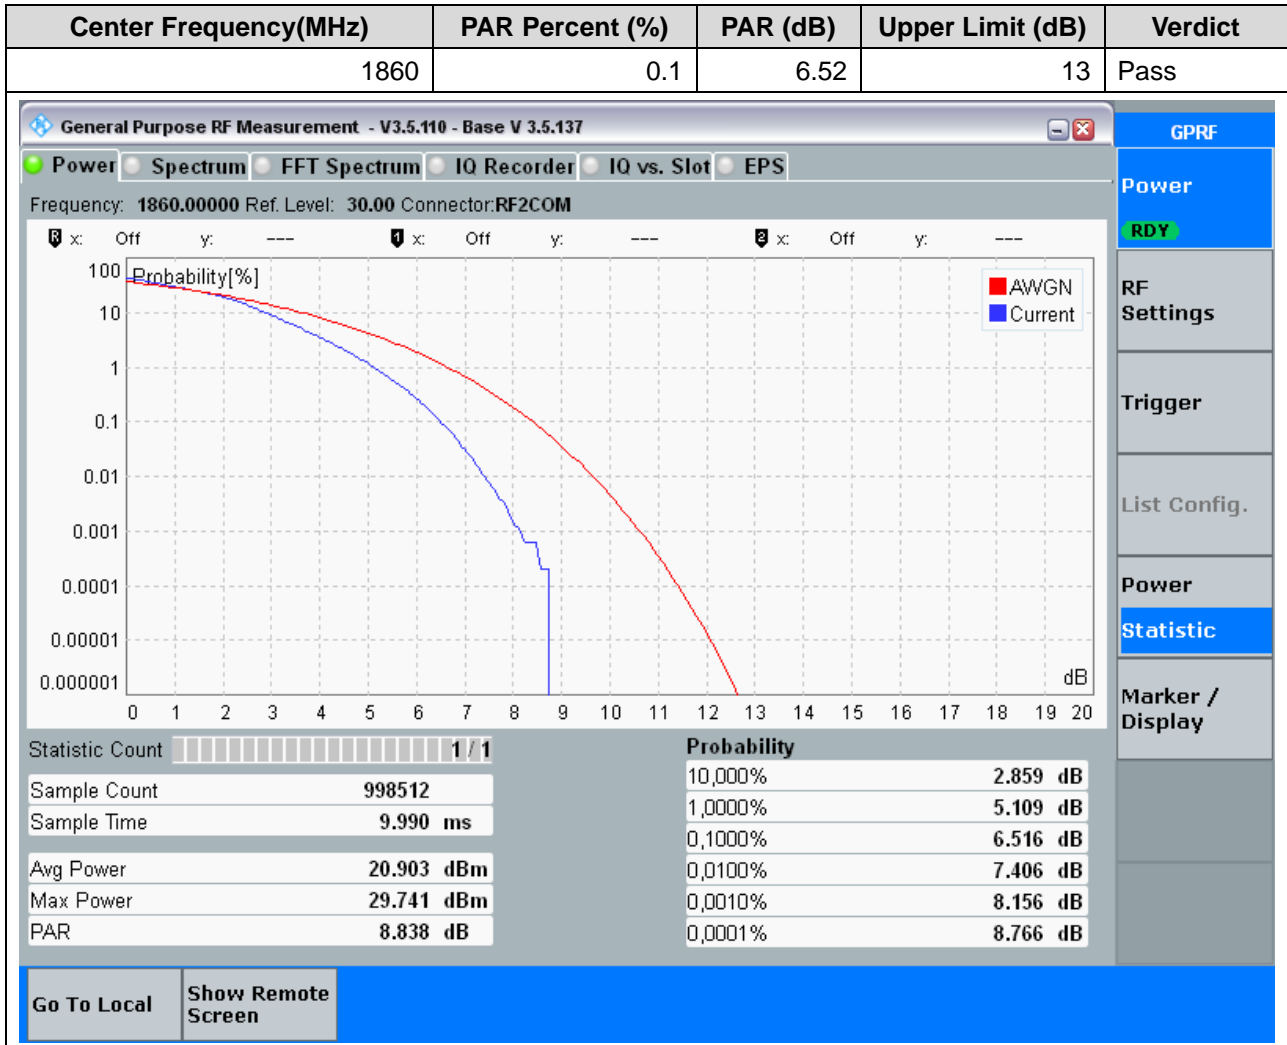 Center Frequency(MHz) PAR Percent (%) PAR (dB) Upper Limit (dB) Verdict
1860 0.1 6.52 13 Pass
General Purpose RF Measurement - V3.5.110 - Base V 3.5.137
GPRF
Power Spectrum FFT Spectrum IQ Recorder IQ vs. Slot EPS
Power
RDY
Frequency: 1860.00000 Ref. Level: 30.00 Connector:RF2COM
R x: Off y: --- 1 x: Off y: --- 2 x: Off y: ---
Probability[%]
AWGN
Current
100
10
1
0.1
0.01
0.001
0.0001
0.00001
0.000001
dB
0 1 2 3 4 5 6 7 8 9 10 11 12 13 14 15 16 17 18 19 20
RF
Settings
Trigger
List Config.
Power
Statistic
Marker /
Display
Statistic Count 1 / 1
Sample Count 998512
Sample Time 9.990 ms
Avg Power 20.903 dBm
Max Power 29.741 dBm
PAR 8.838 dB
Probability
10,000% 2.859 dB
1,0000% 5.109 dB
0,1000% 6.516 dB
0,0100% 7.406 dB
0,0010% 8.156 dB
0,0001% 8.766 dB
Go To Local
Show Remote
Screen